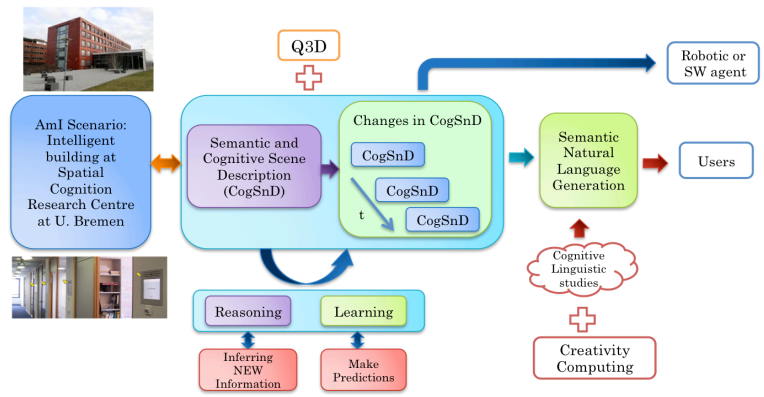 Q3D
Robotic or
SW agent
AmI Scenario:
Intelligent
building at
Spatial
Cognition
Research Centre
at U. Bremen
Semantic and
Cognitive Scene
Description
(CogSnD)
Changes in CogSnD
CogSnD
CogSnD
CogSnD
t
Semantic
Natural
Language
Generation
Users
Cognitive
Linguistic
studies
Reasoning
Learning
Inferring
NEW
Information
Make
Predictions
Creativity
Computing